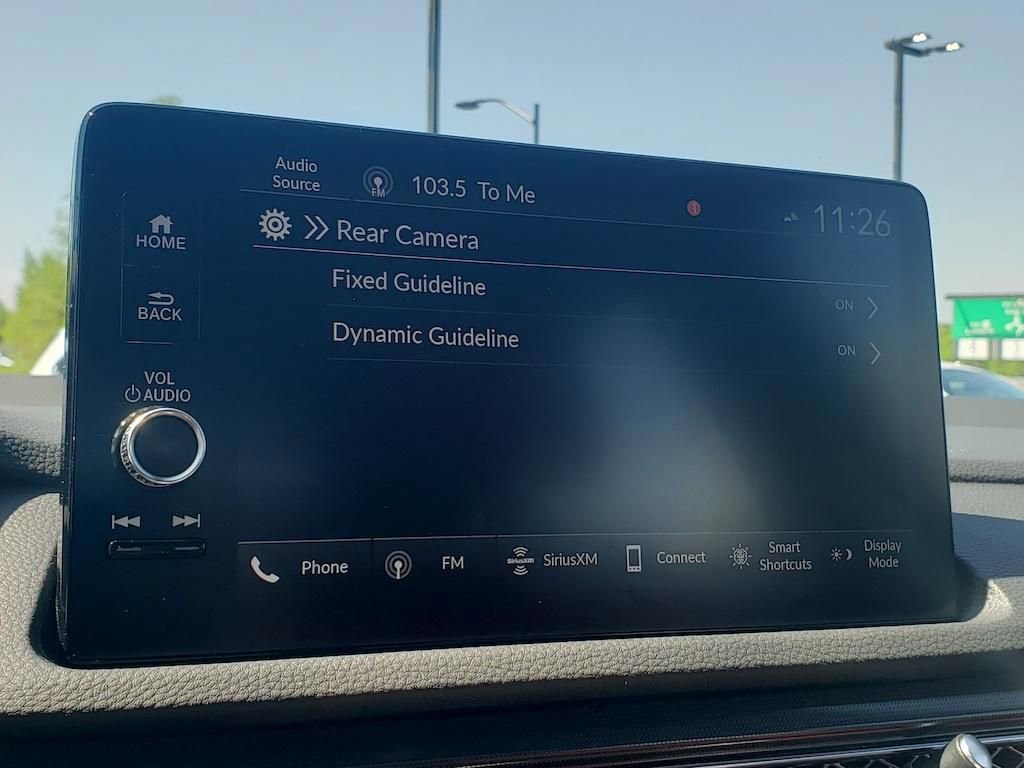 Audio
Source
FM
103.5 To Me
1
11:26
HOME
Rear Camera
Fixed Guideline
ON
BACK
Dynamic Guideline
ON
VOL
AUDIO
Phone
FM
SiriusXM
SiriusXM
Connect
Smart
Shortcuts
Display
Mode